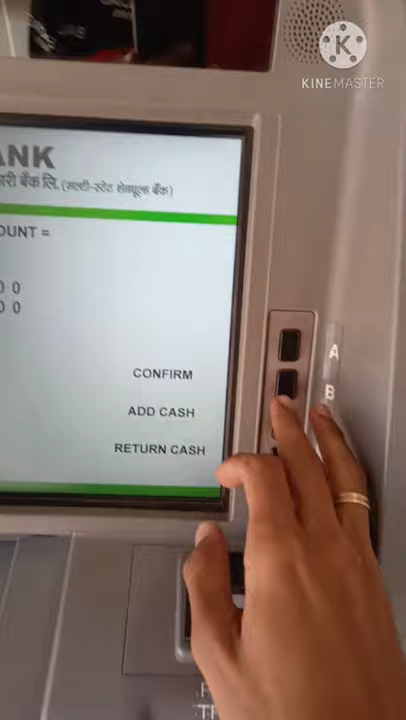 K
KINEMASTER
ANK
कारी बँक लि. (मल्टी-स्टेट शेड्यूल्ड बँक)
OUNT =
0 0
0 0
CONFIRM
A
ADD CASH
B
RETURN CASH